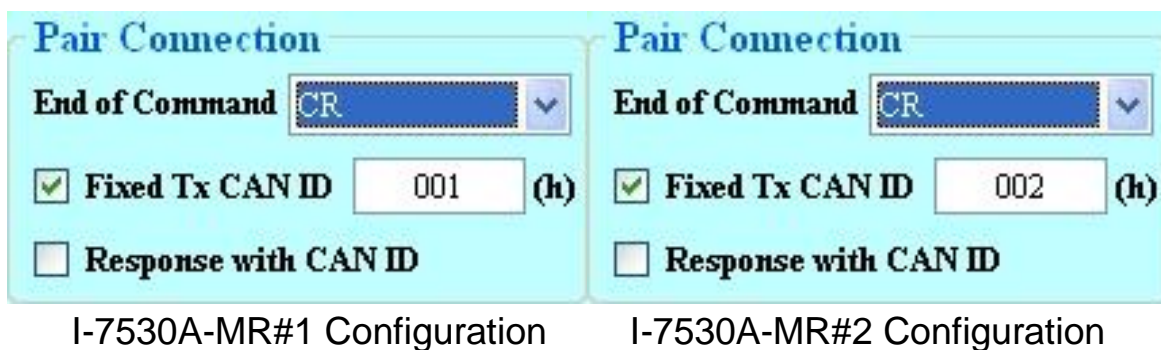 Pair Connection
End of Command CR
Fixed Tx CAN ID 001 (h)
Response with CAN ID
I-7530A-MR#1 Configuration
Pair Connection
End of Command CR
Fixed Tx CAN ID 002 (h)
Response with CAN ID
I-7530A-MR#2 Configuration